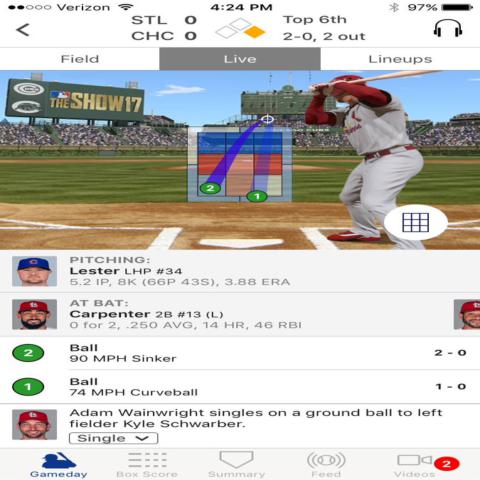 Verizon 4:24 PM 97%
STL 0
CHC 0
Top 6th
2-0, 2 out
Field Live Lineups
THE SHOW17
2
1
PITCHING:
Lester LHP #34
5.2 IP, 8K (66P 43S), 3.88 ERA
AT BAT:
Carpenter 2B #13 (L)
0 for 2, .250 AVG, 14 HR, 46 RBI
2 Ball 2 - 0
90 MPH Sinker
1 Ball 1 - 0
74 MPH Curveball
Adam Wainwright singles on a ground ball to left
fielder Kyle Schwarber.
Single
Gameday Box Score Summary Feed Videos 2